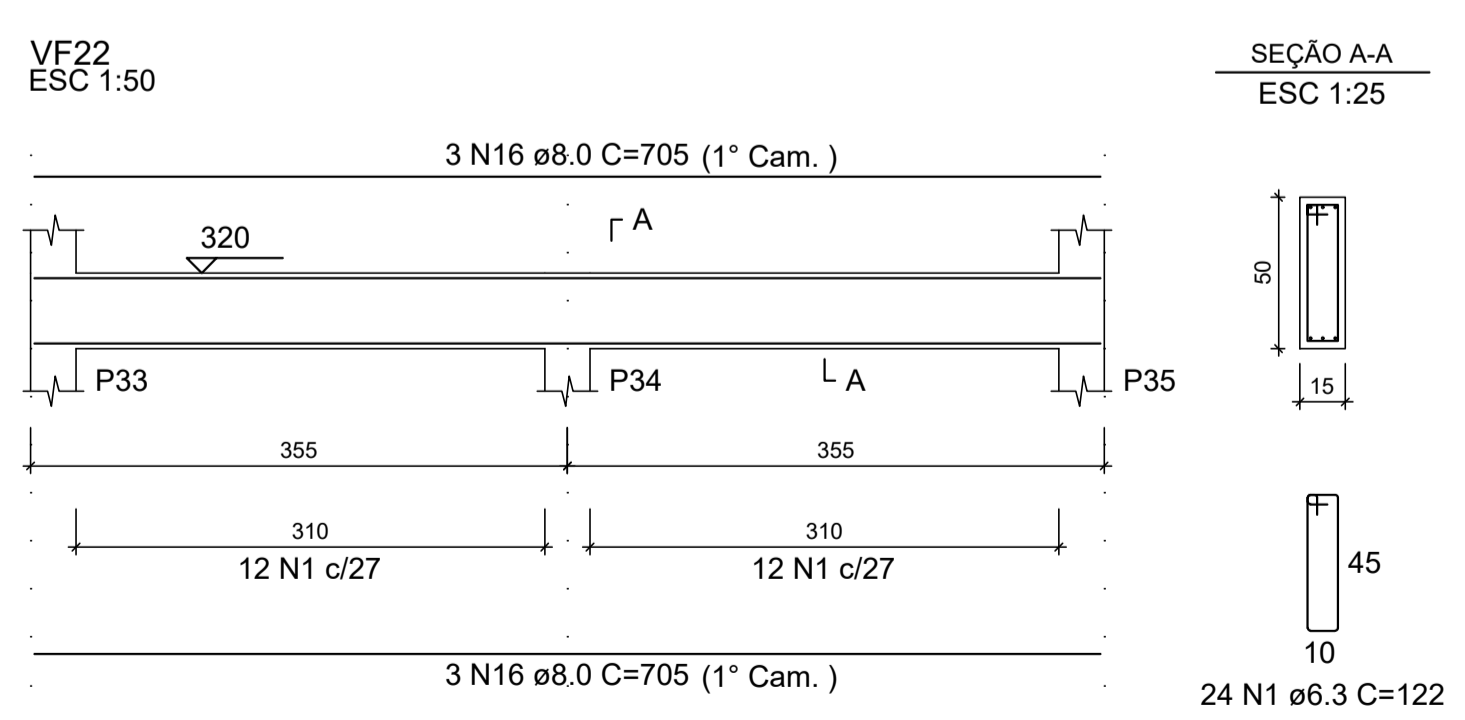 VF22
ESC 1:50
SEÇÃO A-A
ESC 1:25
3 N16 ø8.0 C=705 (1° Cam. )
A
320
50
P33
P34
A
P35
15
355
355
310
310
12 N1 c/27
12 N1 c/27
45
10
3 N16 ø8.0 C=705 (1° Cam. )
24 N1 ø6.3 C=122